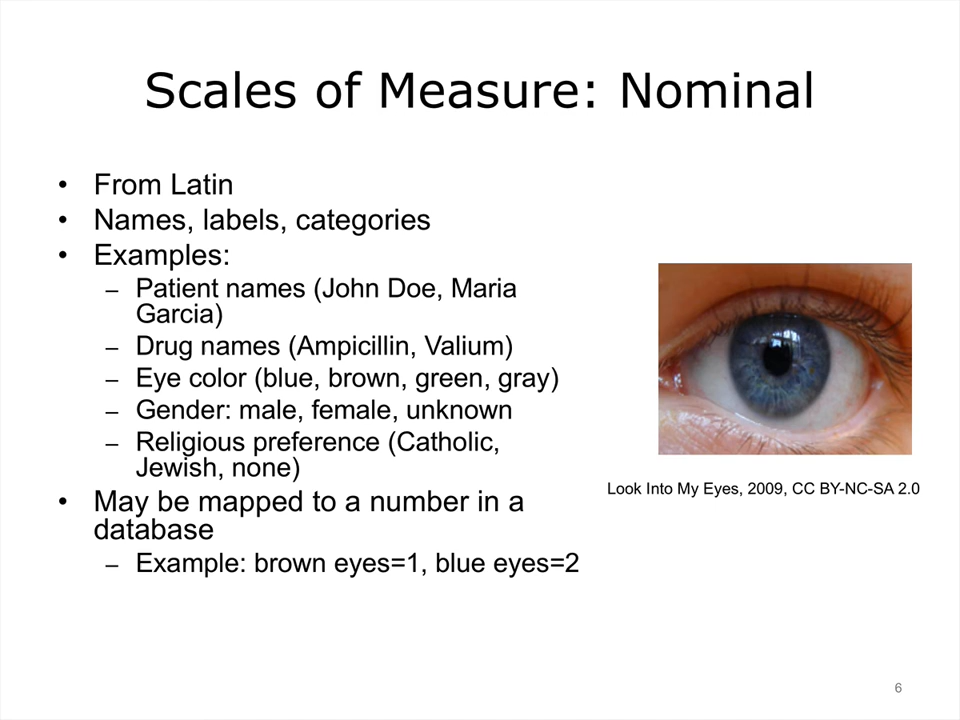 Scales of Measure: Nominal
• From Latin
• Names, labels, categories
• Examples:
– Patient names (John Doe, Maria
Garcia)
– Drug names (Ampicillin, Valium)
– Eye color (blue, brown, green, gray)
– Gender: male, female, unknown
– Religious preference (Catholic,
Jewish, none)
• May be mapped to a number in a
database
– Example: brown eyes=1, blue eyes=2
Look Into My Eyes, 2009, CC BY-NC-SA 2.0
6